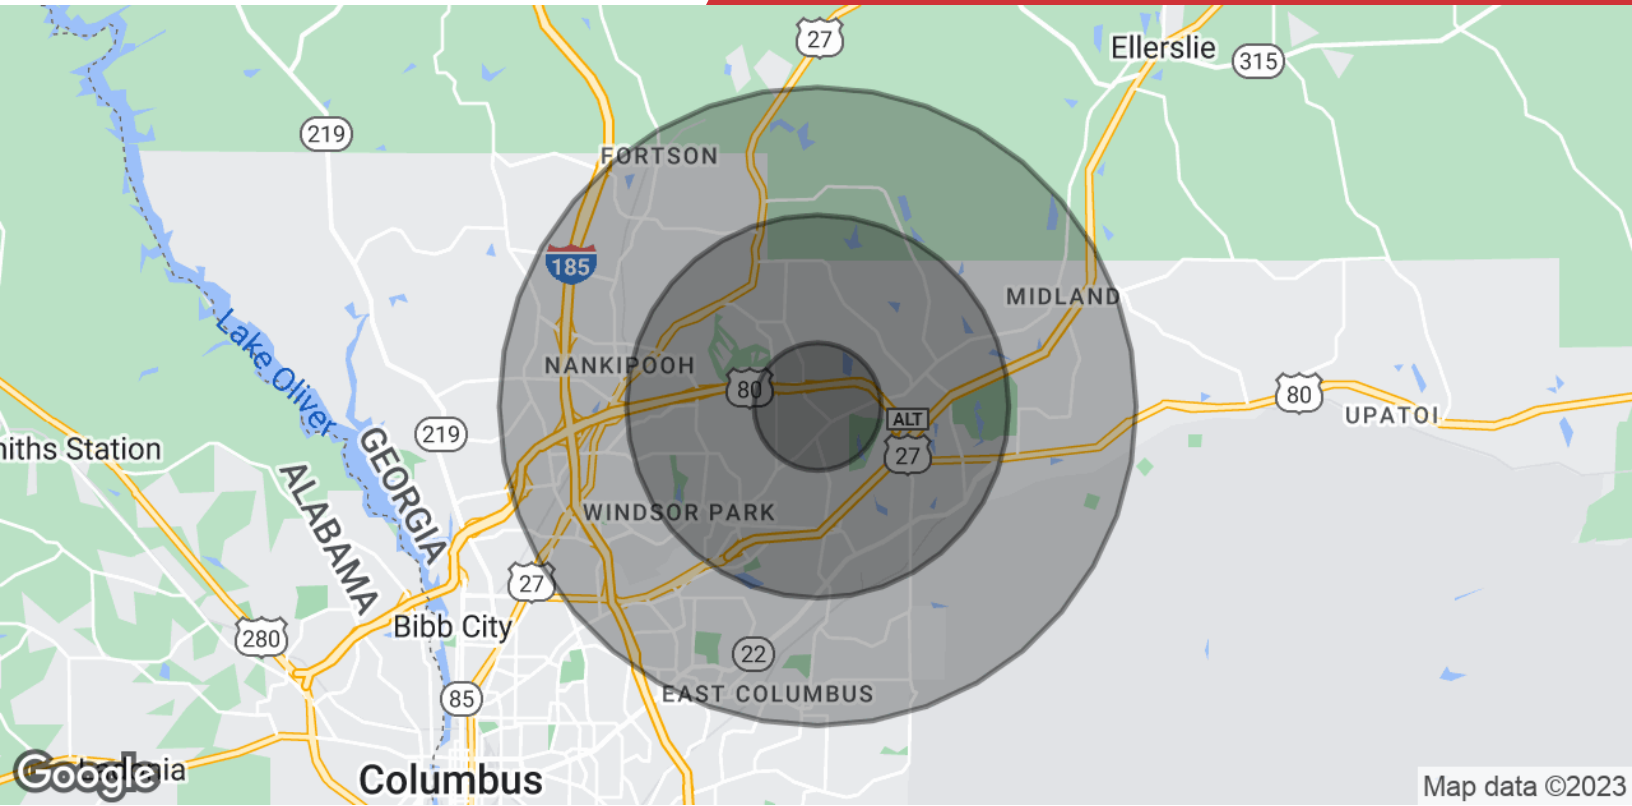 27
Ellerslie
315
219
FORTSON
185
MIDLAND
Lake Oliver
NANKIPOOH
80
80
UPATOI
ALT
27
219
niths Station
GEORGIA
ALABAMA
WINDSOR PARK
27
Bibb City
280
22
85
EAST COLUMBUS
Google
Columbus
Map data ©2023